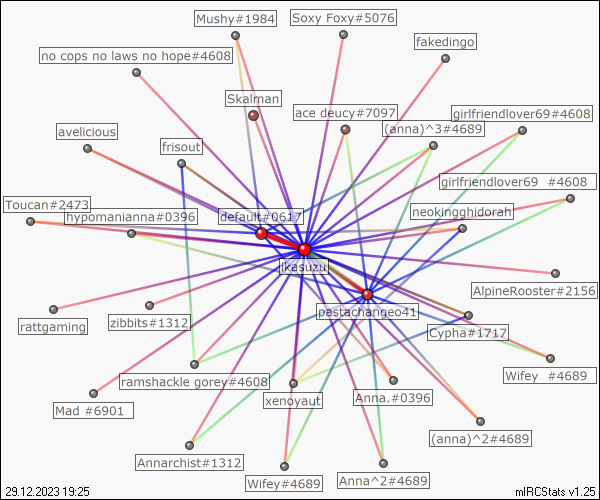 Mushy#1984
Soxy Foxy#5076
no cops no laws no hope#4608
fakedingo
Skalman
ace deucy#7097
girlfriendlover69#4608
avelicious
(anna)^3#4689
frisout
girlfriendlover69 #4608
Toucan#2473
hypomanianna#0396
default#0617
neokingghidorah
jkasuzu
AlpineRooster#2156
pastachangeo41
rattgaming
zibbits#1312
Cypha#1717
ramshackle gorey#4608
Wifey #4689
Mad #6901
xenoyaut
Anna.#0396
(anna)^2#4689
Annarchist#1312
Wifey#4689
Anna^2#4689
29.12.2023 19:25
mIRCStats v1.25